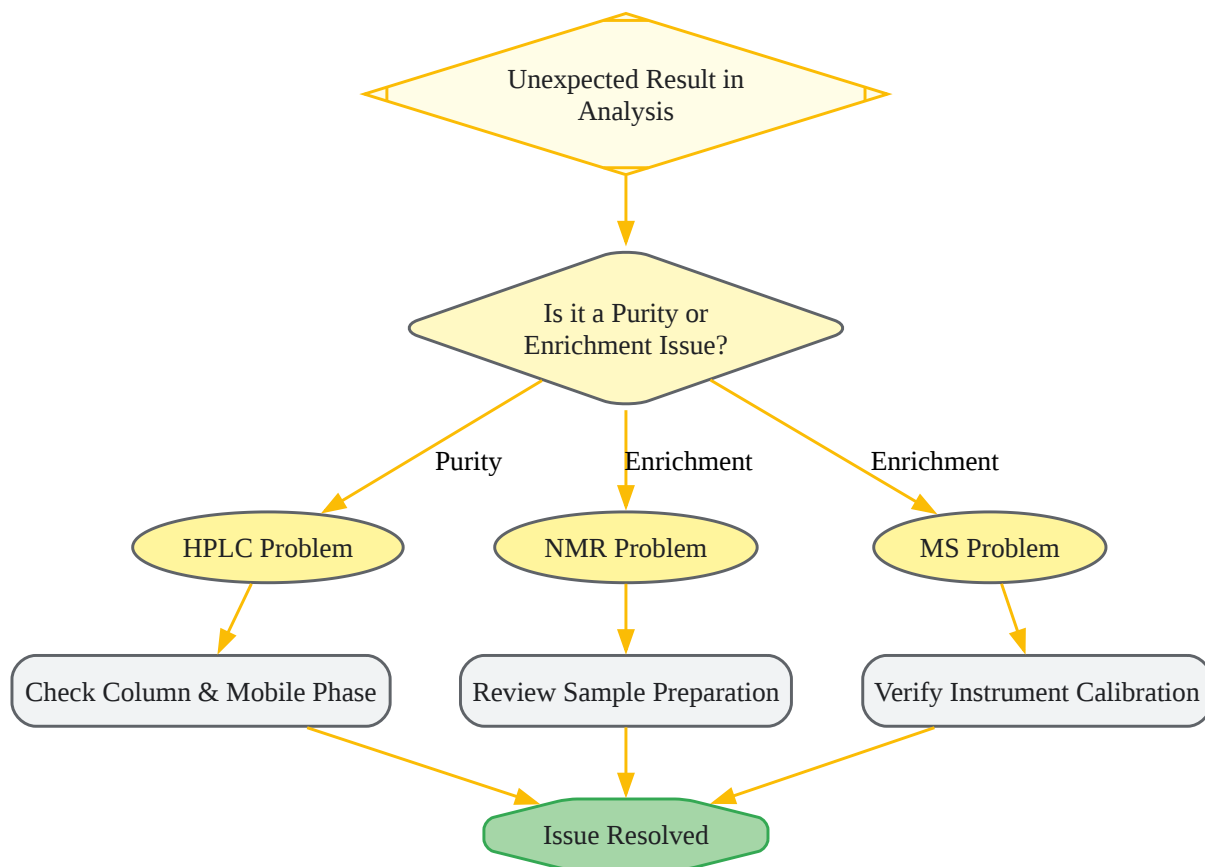 Unexpected Result in
Analysis
Is it a Purity or
Enrichment Issue?
Purity
Enrichment
Enrichment
HPLC Problem
NMR Problem
MS Problem
Check Column & Mobile Phase
Review Sample Preparation
Verify Instrument Calibration
Issue Resolved